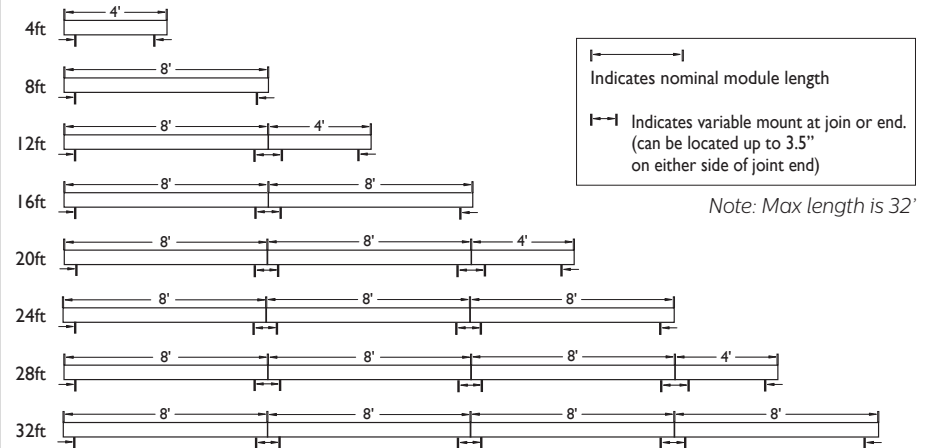 4'
4ft
8'
8ft
8' 4'
12ft
8' 8'
16ft
8' 8' 4'
20ft
8' 8' 8'
24ft
8' 8' 8' 4'
28ft
8' 8' 8' 8'
32ft
Indicates nominal module length
Indicates variable mount at join or end.
(can be located up to 3.5”
on either side of joint end)
Note: Max length is 32’